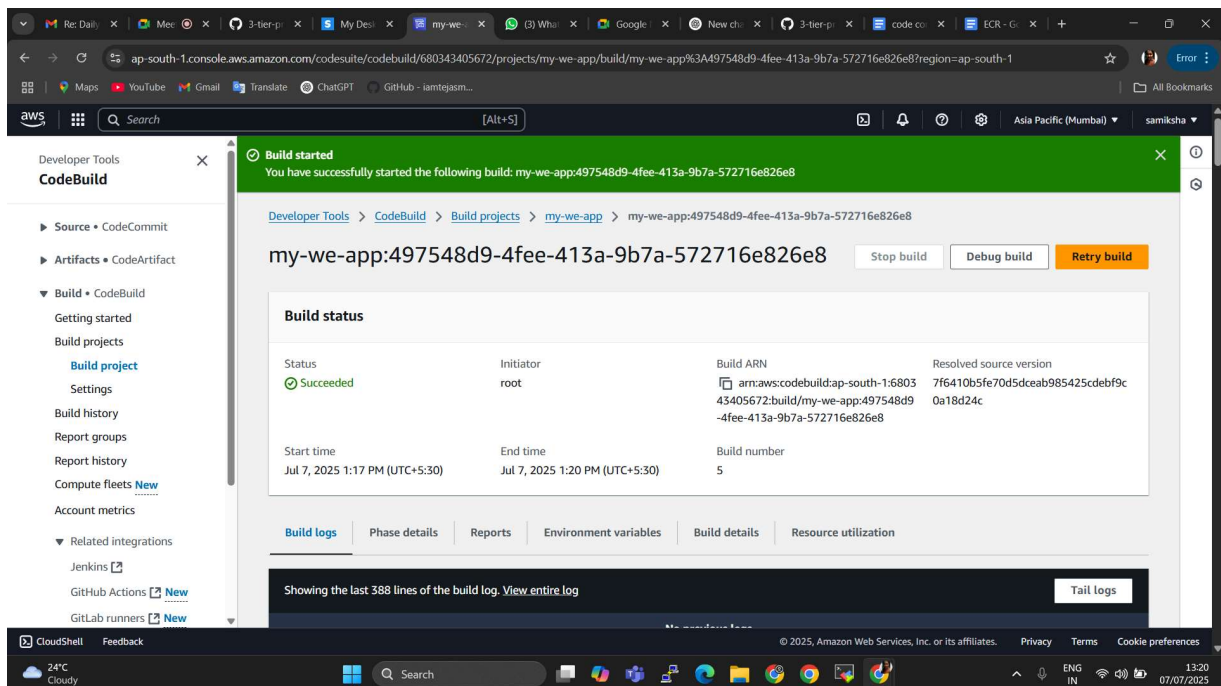 Re: Daily
Mee
3-tier-pr
My Des
my-we-
(3) What
Google
New cha
3-tier-pr
code co
ECR - G
ap-south-1.console.aws.amazon.com/codesuite/codebuild/680343405672/projects/my-we-app/build/my-we-app%3A497548d9-4fee-413a-9b7a-572716e826e8?region=ap-south-1
Error
Maps
YouTube
Gmail
Translate
ChatGPT
GitHub - iamtejasm...
All Bookmarks
aws
Search
[Alt+S]
Asia Pacific (Mumbai)
samiksha
Developer Tools
CodeBuild
Source • CodeCommit
Artifacts • CodeArtifact
Build • CodeBuild
Getting started
Build projects
Build project
Settings
Build history
Report groups
Report history
Compute fleets New
Account metrics
Related integrations
Jenkins
GitHub Actions New
GitLab runners New
Build started
You have successfully started the following build: my-we-app:497548d9-4fee-413a-9b7a-572716e826e8
Developer Tools > CodeBuild > Build projects > my-we-app > my-we-app:497548d9-4fee-413a-9b7a-572716e826e8
my-we-app:497548d9-4fee-413a-9b7a-572716e826e8
Stop build
Debug build
Retry build
Build status
Status
Succeeded
Initiator
root
Build ARN
arn:aws:codebuild:ap-south-1:6803
43405672:build/my-we-app:497548d9
-4fee-413a-9b7a-572716e826e8
Resolved source version
7f6410b5fe70d5dceab985425cdebf9c
0a18d24c
Start time
Jul 7, 2025 1:17 PM (UTC+5:30)
End time
Jul 7, 2025 1:20 PM (UTC+5:30)
Build number
5
Build logs
Phase details
Reports
Environment variables
Build details
Resource utilization
Showing the last 388 lines of the build log. View entire log
Tail logs
No previous logs
CloudShell
Feedback
© 2025, Amazon Web Services, Inc. or its affiliates.
Privacy
Terms
Cookie preferences
24°C
Cloudy
Search
ENG
IN
13:20
07/07/2025